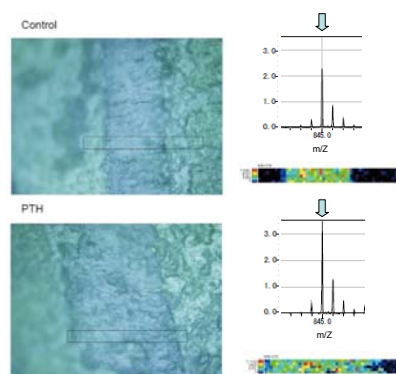 Control
3. 0-
2. 0-
1. 0-
0. 0-
845. 0
m/Z
PTH
3. 0-
2. 0-
1. 0-
0. 0-
845. 0
m/Z